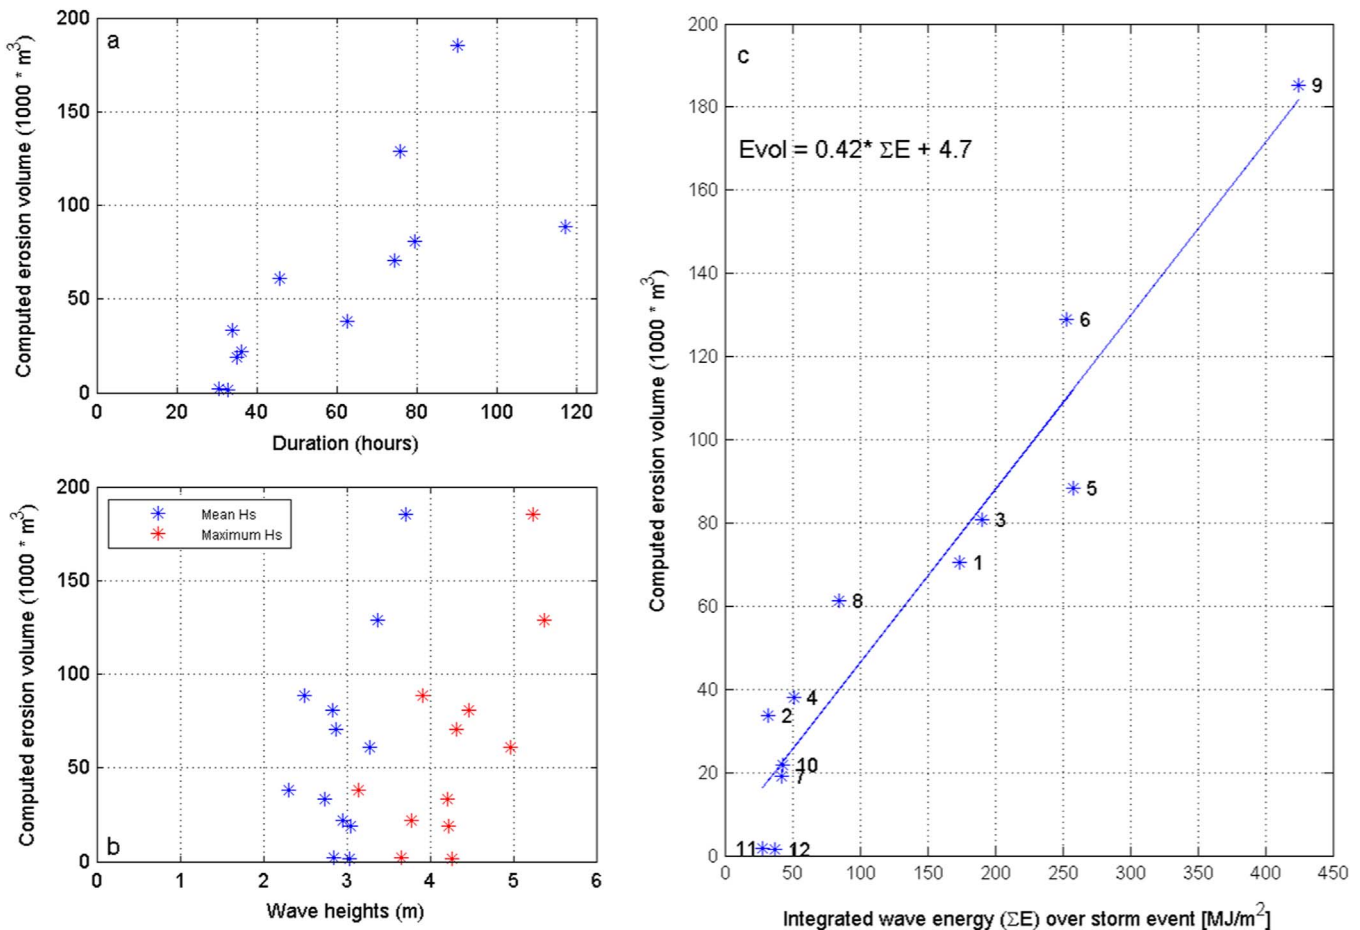 a
Computed erosion volume (1000 * m³)
200
150
100
50
0
0 20 40 60 80 100 120
Duration (hours)
b
Computed erosion volume (1000 * m³)
200
150
100
50
0
Mean Hs
Maximum Hs
0 1 2 3 4 5 6
Wave heights (m)
c
Computed erosion volume (1000 * m³)
200
180
160
140
120
100
80
60
40
20
0
Evol = 0.42* ΣE + 4.7
9
6
5
3
1
8
4
2
10
7
11 12
0 50 100 150 200 250 300 350 400 450
Integrated wave energy (ΣE) over storm event [MJ/m²]